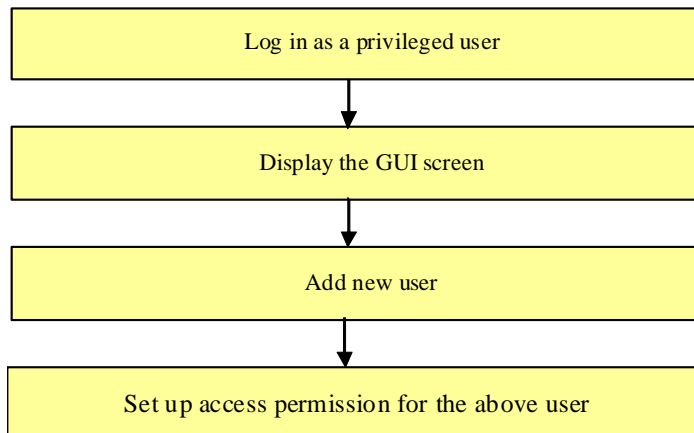 Log in as a privileged user
Display the GUI screen
Add new user
Set up access permission for the above user